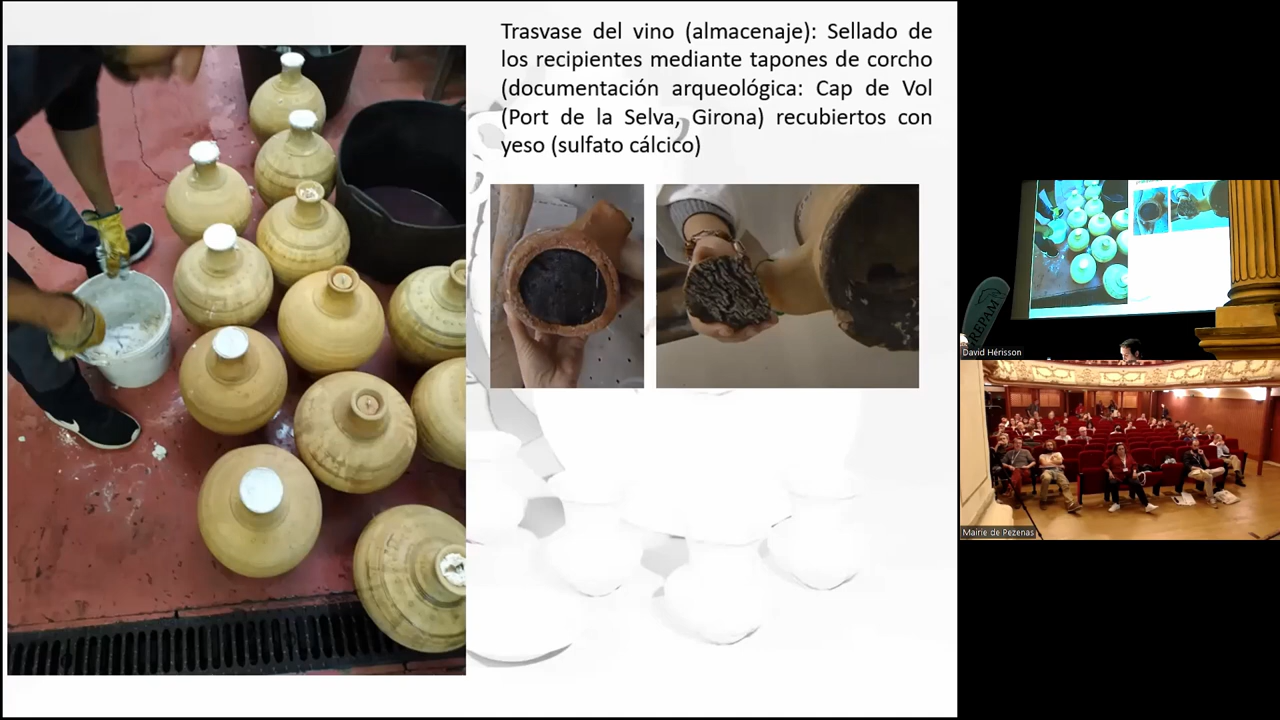 Trasvase del vino (almacenaje): Sellado de
los recipientes mediante tapones de corcho
(documentación arqueológica: Cap de Vol
(Port de la Selva, Girona) recubiertos con
yeso (sulfato cálcico)
David Hérisson
Mairie de Pezenas